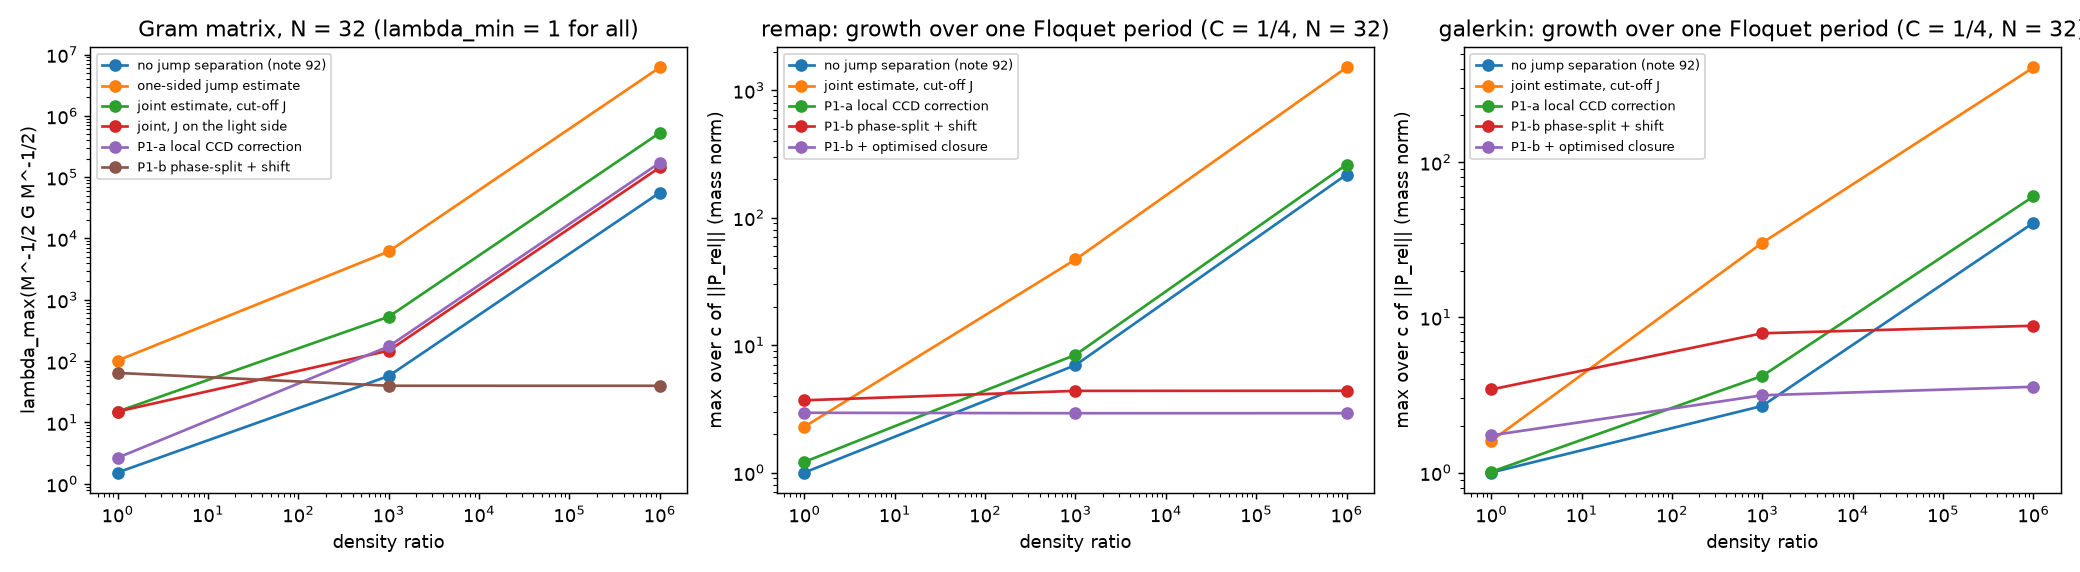 Gram matrix, N = 32 (lambda_min = 1 for all)
lambda_max(M^-1/2 G M^-1/2)
10^7
10^6
10^5
10^4
10^3
10^2
10^1
10^0
no jump separation (note 92)
one-sided jump estimate
joint estimate, cut-off J
joint, J on the light side
P1-a local CCD correction
P1-b phase-split + shift
10^0 10^1 10^2 10^3 10^4 10^5 10^6
density ratio
remap: growth over one Floquet period (C = 1/4, N = 32)
max over c of ||P_rel|| (mass norm)
10^3
10^2
10^1
10^0
no jump separation (note 92)
joint estimate, cut-off J
P1-a local CCD correction
P1-b phase-split + shift
P1-b + optimised closure
10^0 10^1 10^2 10^3 10^4 10^5 10^6
density ratio
galerkin: growth over one Floquet period (C = 1/4, N = 32)
max over c of ||P_rel|| (mass norm)
10^2
10^1
10^0
no jump separation (note 92)
joint estimate, cut-off J
P1-a local CCD correction
P1-b phase-split + shift
P1-b + optimised closure
10^0 10^1 10^2 10^3 10^4 10^5 10^6
density ratio